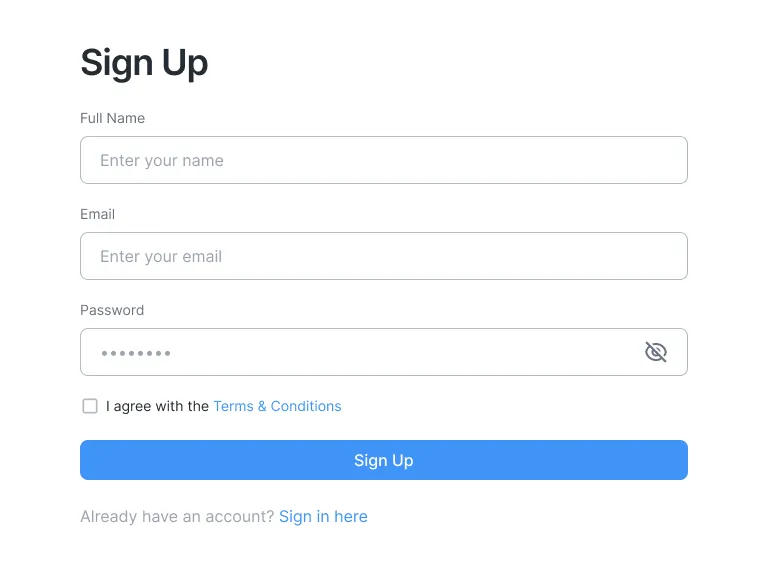 Sign Up
Full Name
Enter your name
Email
Enter your email
Password
••••••••
I agree with the Terms & Conditions
Sign Up
Already have an account? Sign in here